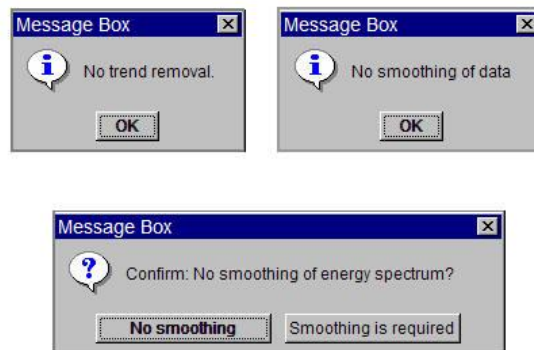 Message Box
No trend removal.
OK
Message Box
No smoothing of data
OK
Message Box
Confirm: No smoothing of energy spectrum?
No smoothing Smoothing is required